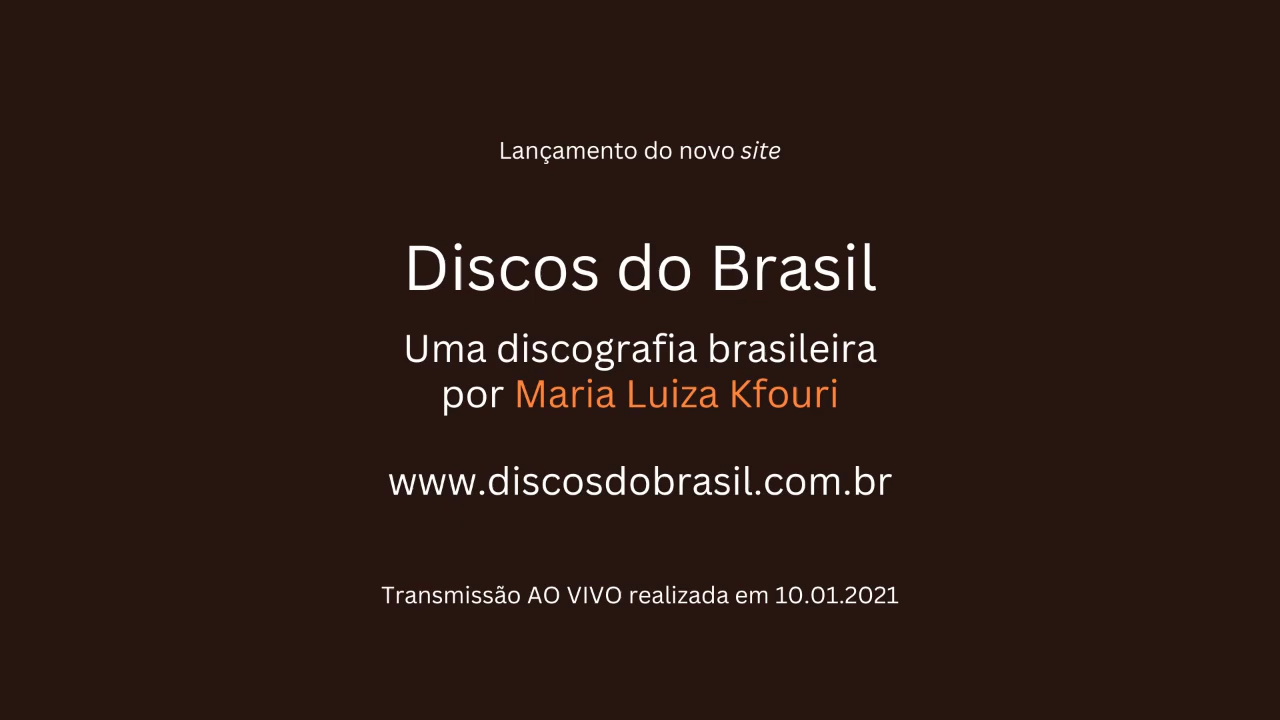 Lançamento do novo site
Discos do Brasil
Uma discografia brasileira
por Maria Luiza Kfouri
www.discosdobrasil.com.br
Transmissão AO VIVO realizada em 10.01.2021